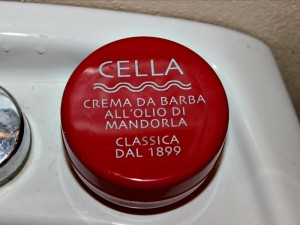 CELLA
CREMA DA BARBA
ALL'OLIO DI
MANDORLA
CLASSICA
DAL 1899